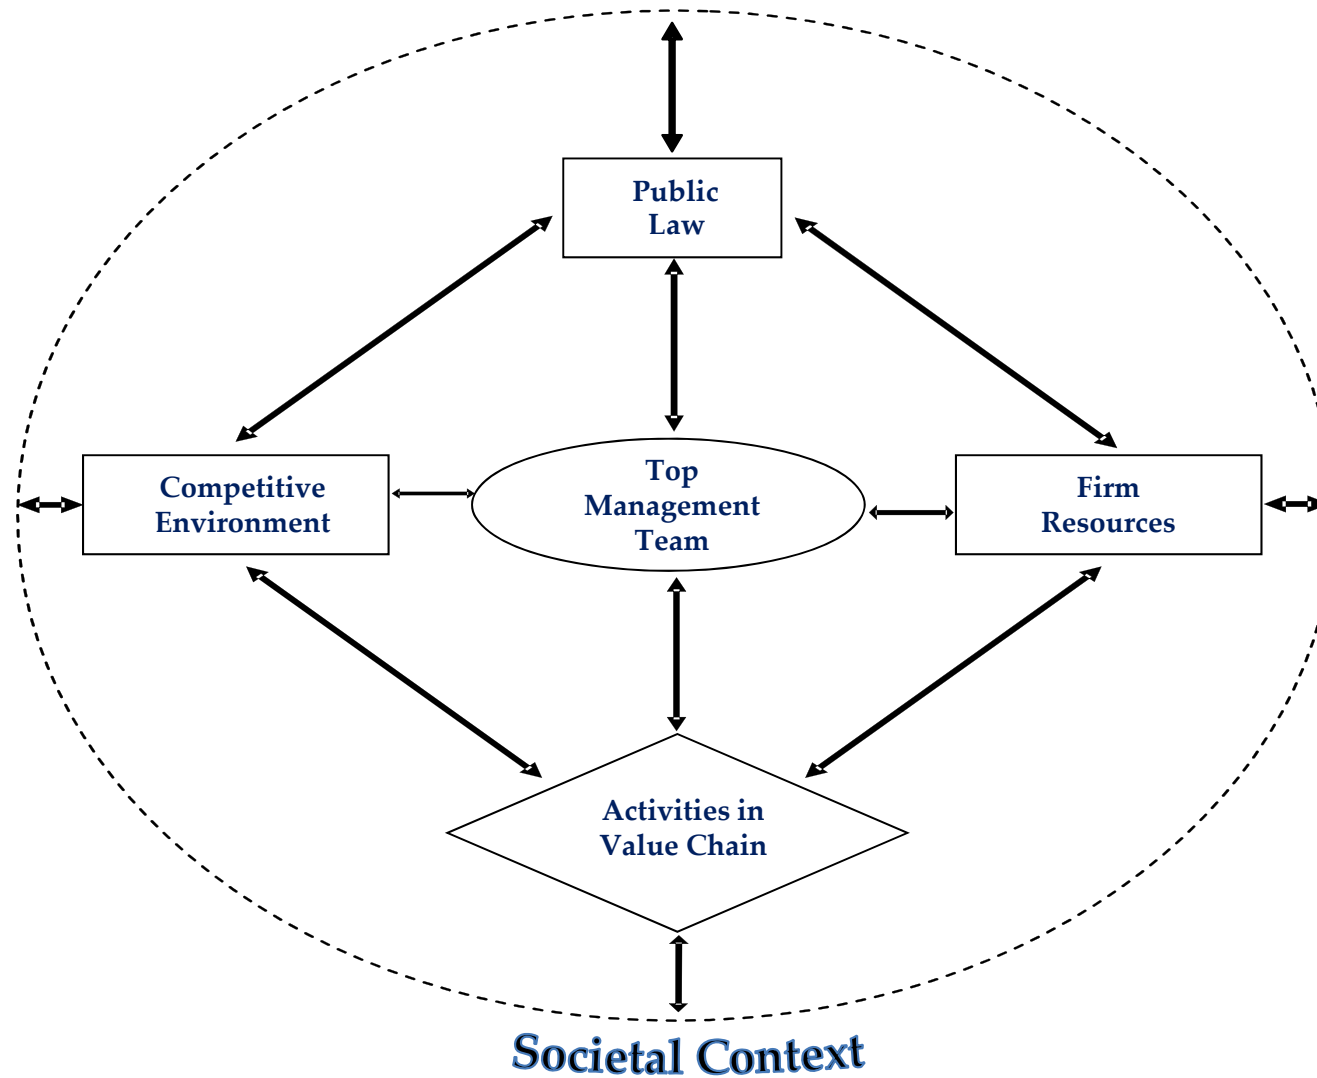 Public
Law
Competitive
Environment
Top
Management
Team
Firm
Resources
Activities in
Value Chain
Societal Context